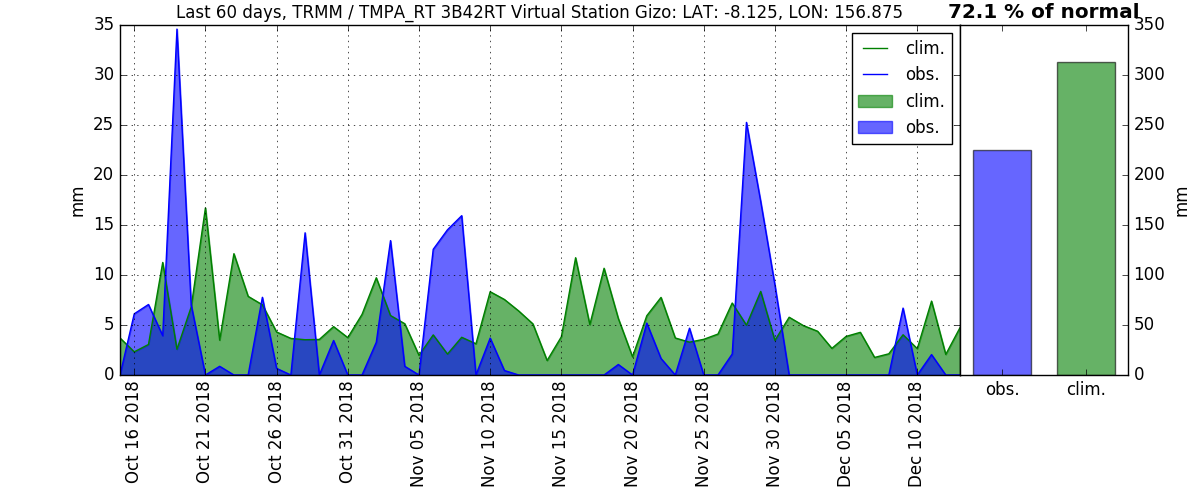 Last 60 days, TRMM / TMPA_RT 3B42RT Virtual Station Gizo: LAT: -8.125, LON: 156.875
72.1 % of normal
35
30
25
20
15
10
5
0
mm
clim.
obs.
clim.
obs.
350
300
250
200
150
100
50
0
mm
Oct 16 2018
Oct 21 2018
Oct 26 2018
Oct 31 2018
Nov 05 2018
Nov 10 2018
Nov 15 2018
Nov 20 2018
Nov 25 2018
Nov 30 2018
Dec 05 2018
Dec 10 2018
obs.
clim.